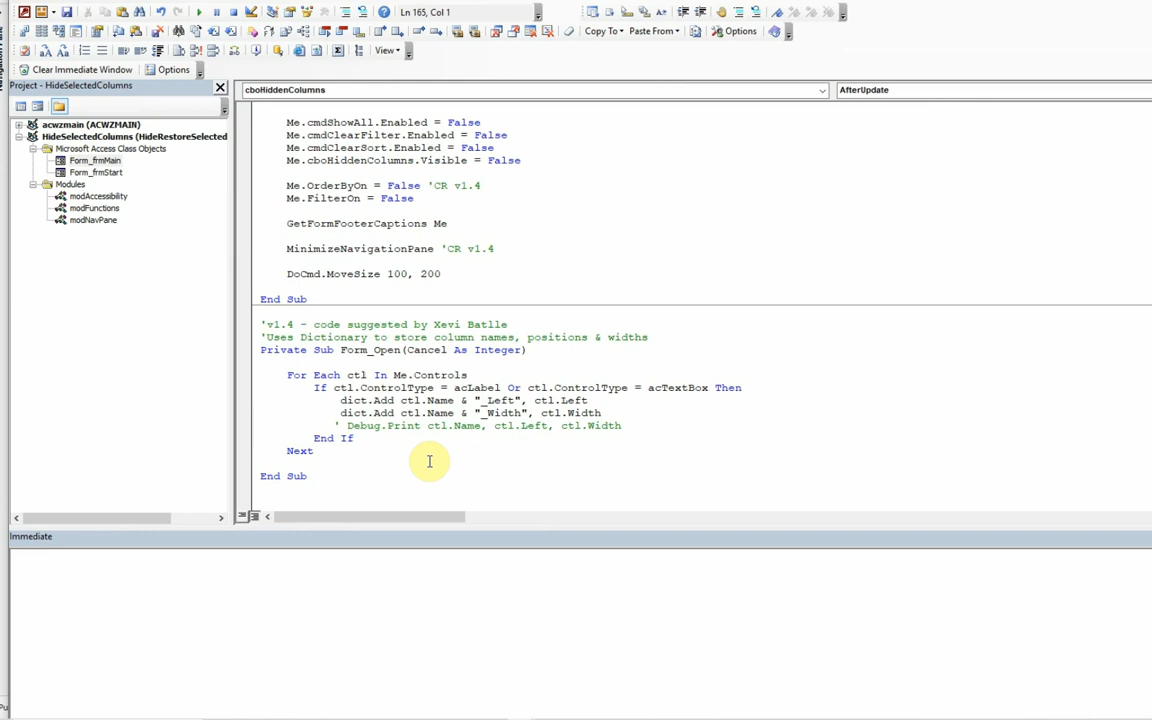 Ln 165, Col 1
Copy To
Paste From
Options
View
Clear Immediate Window
Options
Project - HideSelectedColumns
cboHiddenColumns
AfterUpdate
acwzmain (ACWZMAIN)
HideSelectedColumns (HideRestoreSelected
Microsoft Access Class Objects
Form_frmMain
Form_frmStart
Modules
modAccessibility
modFunctions
modNavPane
Me.cmdShowAll.Enabled = False
Me.cmdClearFilter.Enabled = False
Me.cmdClearSort.Enabled = False
Me.cboHiddenColumns.Visible = False
Me.OrderByOn = False 'CR v1.4
Me.FilterOn = False
GetFormFooterCaptions Me
MinimizeNavigationPane 'CR v1.4
DoCmd.MoveSize 100, 200
End Sub
'v1.4 - code suggested by Xevi Batlle
'Uses Dictionary to store column names, positions & widths
Private Sub Form_Open(Cancel As Integer)
For Each ctl In Me.Controls
If ctl.ControlType = acLabel Or ctl.ControlType = acTextBox Then
dict.Add ctl.Name & "_Left", ctl.Left
dict.Add ctl.Name & "_Width", ctl.Width
' Debug.Print ctl.Name, ctl.Left, ctl.Width
End If
Next
End Sub
Immediate